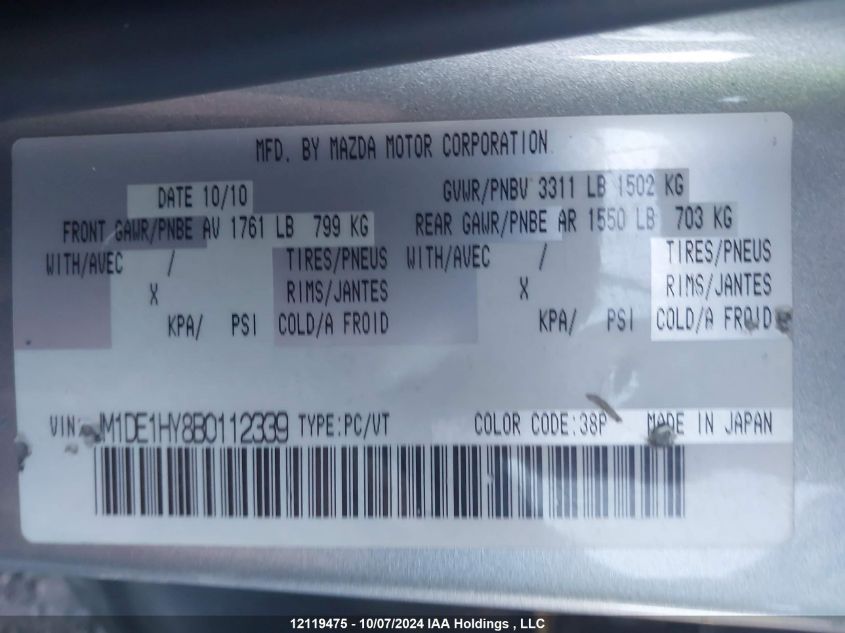 MFD. BY MAZDA MOTOR CORPORATION
DATE 10/10 GVWR/PNBV 3311 LB 1502 KG
FRONT GAWR/PNBE AV 1761 LB 799 KG REAR GAWR/PNBE AR 1550 LB 703 KG
WITH/AVEC / TIRES/PNEUS WITH/AVEC / TIRES/PNEUS
X RIMS/JANTES X RIMS/JANTES
KPA/ PSI COLD/A FROID KPA/ PSI COLD/A FROID
VIN: JM1DE1HY8B0112339 TYPE:PC/VT COLOR CODE:38P MADE IN JAPAN
12119475 - 10/07/2024 IAA Holdings , LLC